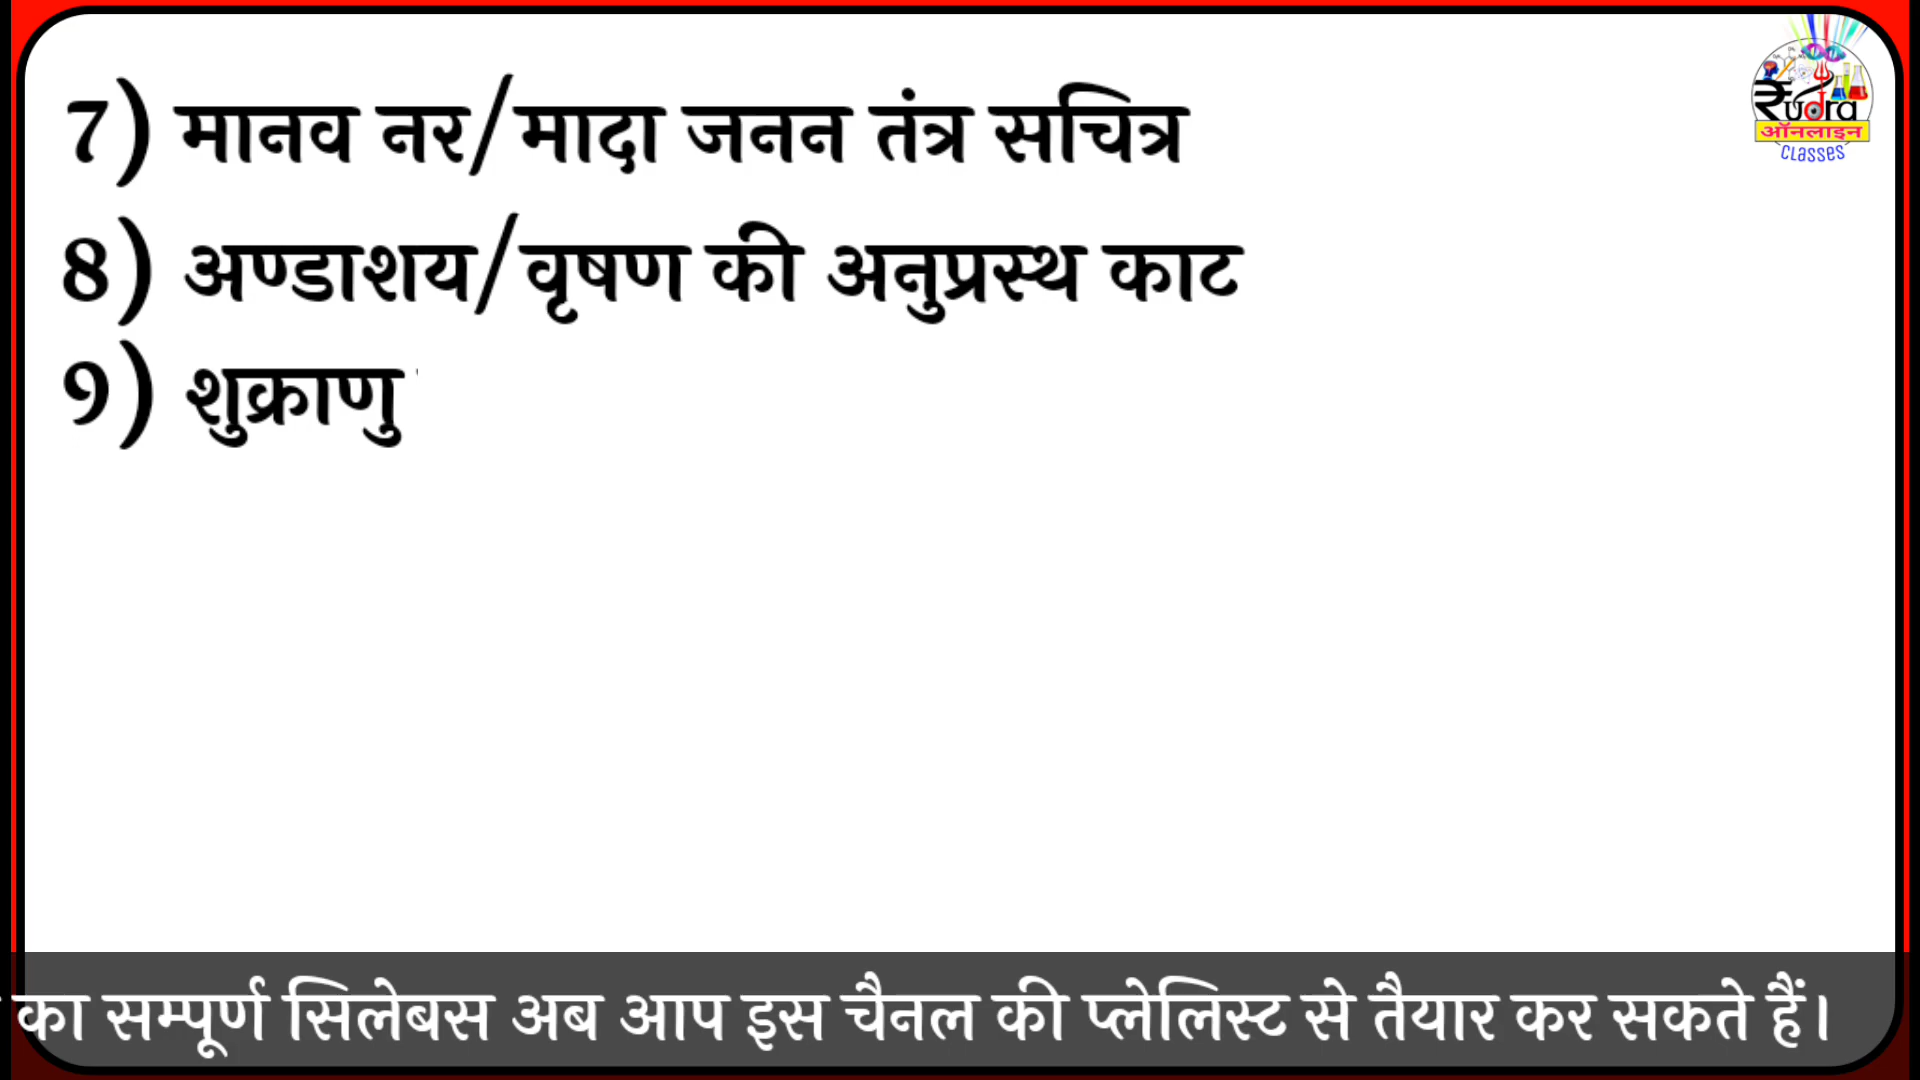 7) मानव नर/मादा जनन तंत्र सचित्र
8) अण्डाशय/वृषण की अनुप्रस्थ काट
9) शुक्राणु
Rudra
ऑनलाइन
CLasses
का सम्पूर्ण सिलेबस अब आप इस चैनल की प्लेलिस्ट से तैयार कर सकते हैं।